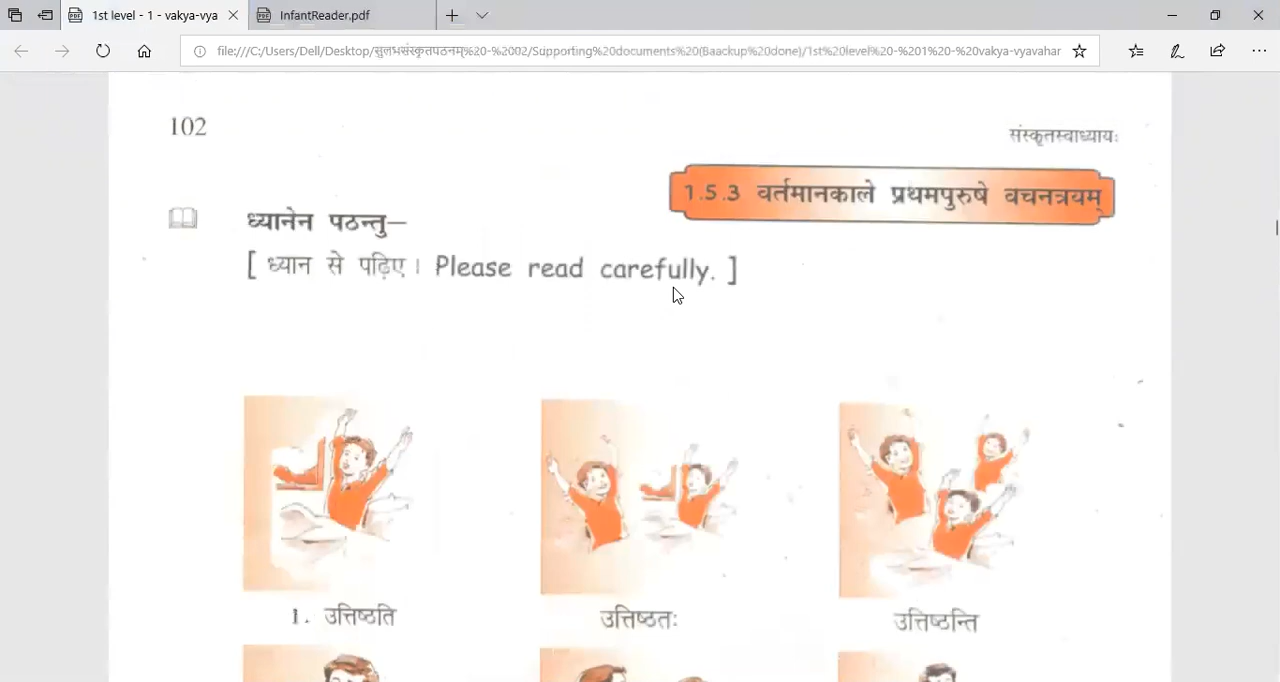 1st level - 1 - vakya-vya
InfantReader.pdf
file:///C:/Users/Dell/Desktop/सुलभसंस्कृतपठनम्%20-%2002/Supporting%20documents%20(Baackup%20done)/1st%20level%20-%201%20-%20vakya-vyavahar
102
संस्कृतस्वाध्यायः
1.5.3 वर्तमानकाले प्रथमपुरुषे वचनत्रयम्
ध्यानेन पठन्तु–
[ ध्यान से पढ़िए। Please read carefully. ]
1. उत्तिष्ठति उत्तिष्ठतः उत्तिष्ठन्ति